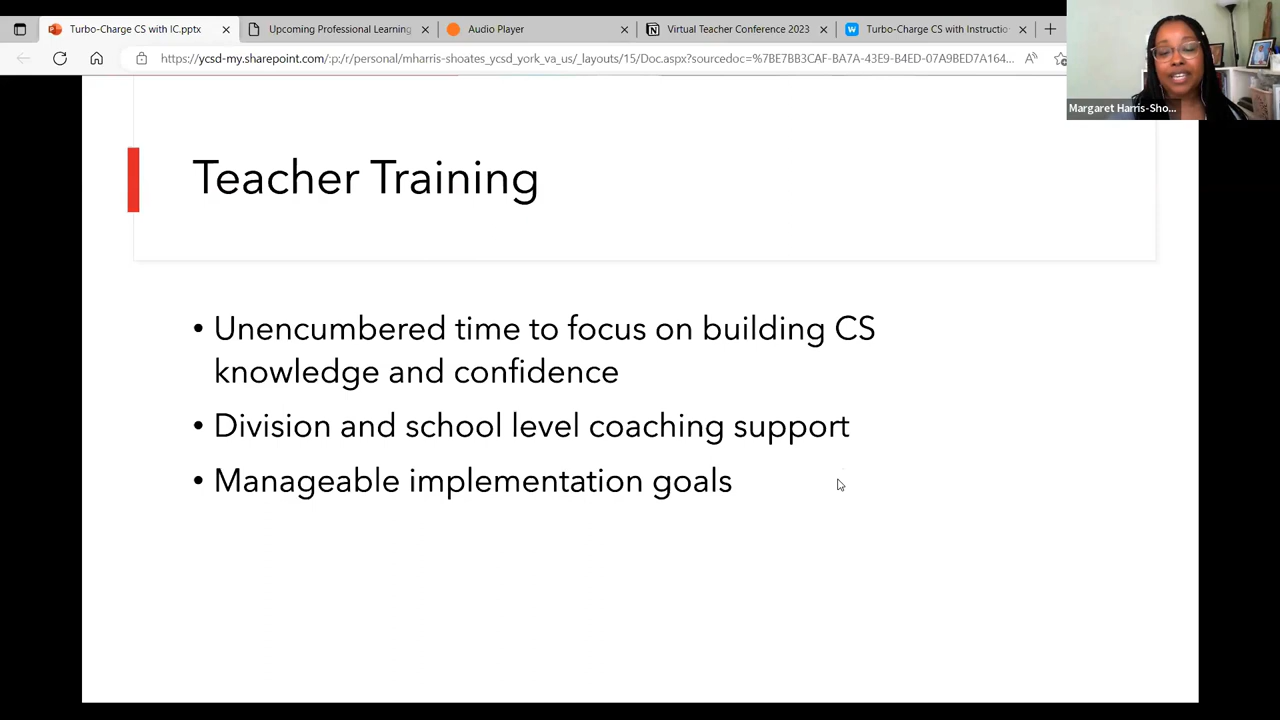 Turbo-Charge CS with IC.pptx
Upcoming Professional Learning
Audio Player
Virtual Teacher Conference 2023
Turbo-Charge CS with Instructio
https://ycsd-my.sharepoint.com/:p:/r/personal/mharris-shootes_ycsd_york_va_us/_layouts/15/Doc.aspx?sourcedoc=%7BE7BB3CAF-BA7A-43E9-B4ED-07A9BED7A164...
Margaret Harris-Sho...
Teacher Training
• Unencumbered time to focus on building CS
knowledge and confidence
• Division and school level coaching support
• Manageable implementation goals